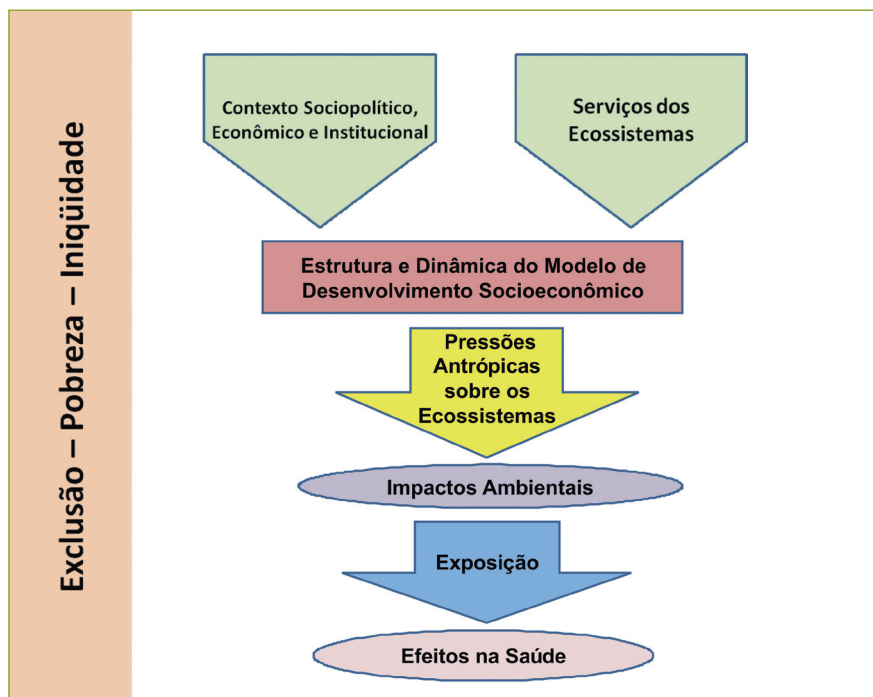 Exclusão – Pobreza – Iniqüidade
Contexto Sociopolítico,
Econômico e Institucional
Serviços dos
Ecossistemas
Estrutura e Dinâmica do Modelo de
Desenvolvimento Socioeconômico
Pressões
Antrópicas
sobre os
Ecossistemas
Impactos Ambientais
Exposição
Efeitos na Saúde